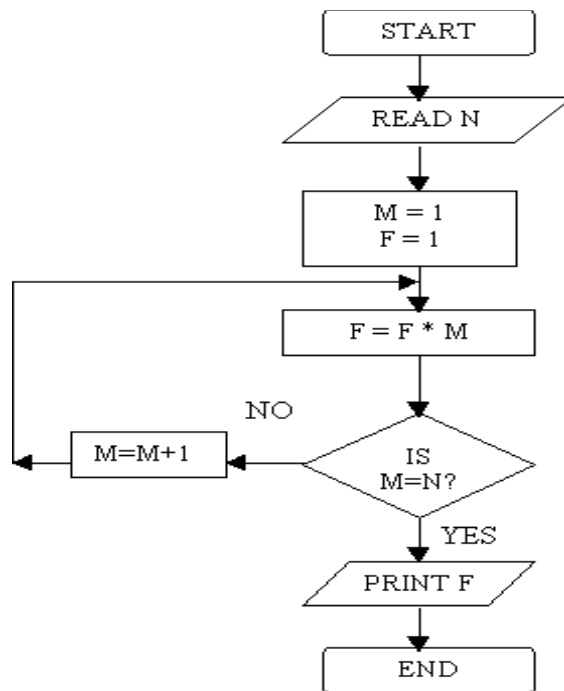 START
READ N
M = 1
F = 1
F = F * M
NO
M=M+1
IS
M=N?
YES
PRINT F
END